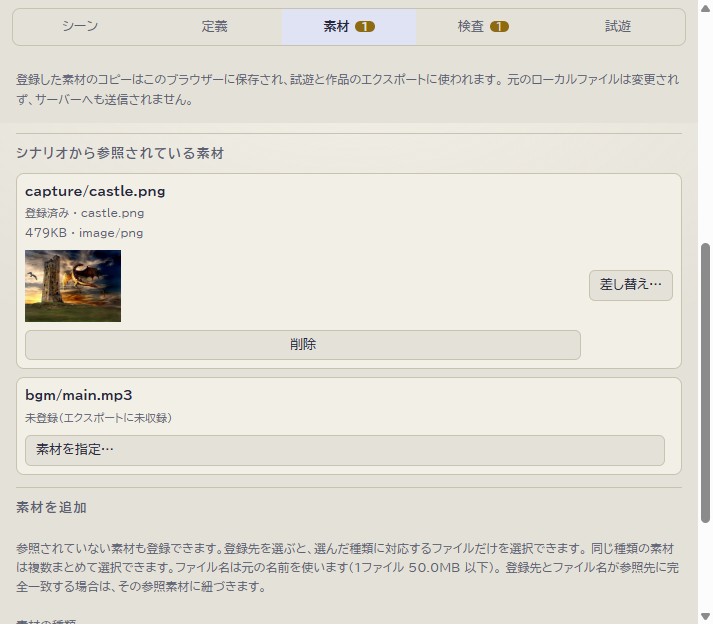 シーン
定義
素材 1
検査 1
試遊
登録した素材のコピーはこのブラウザーに保存され、試遊と作品のエクスポートに使われます。元のローカルファイルは変更され
ず、サーバーへも送信されません。
シナリオから参照されている素材
capture/castle.png
登録済み・castle.png
479KB・image/png
差し替え…
削除
bgm/main.mp3
未登録(エクスポートに未収録)
素材を指定…
素材を追加
参照されていない素材も登録できます。登録先を選ぶと、選んだ種類に対応するファイルだけを選択できます。同じ種類の素材
は複数まとめて選択できます。ファイル名は元の名前を使います(1ファイル 50.0MB 以下)。登録先とファイル名が参照先に完
全一致する場合は、その参照素材に紐づきます。
素材の種類